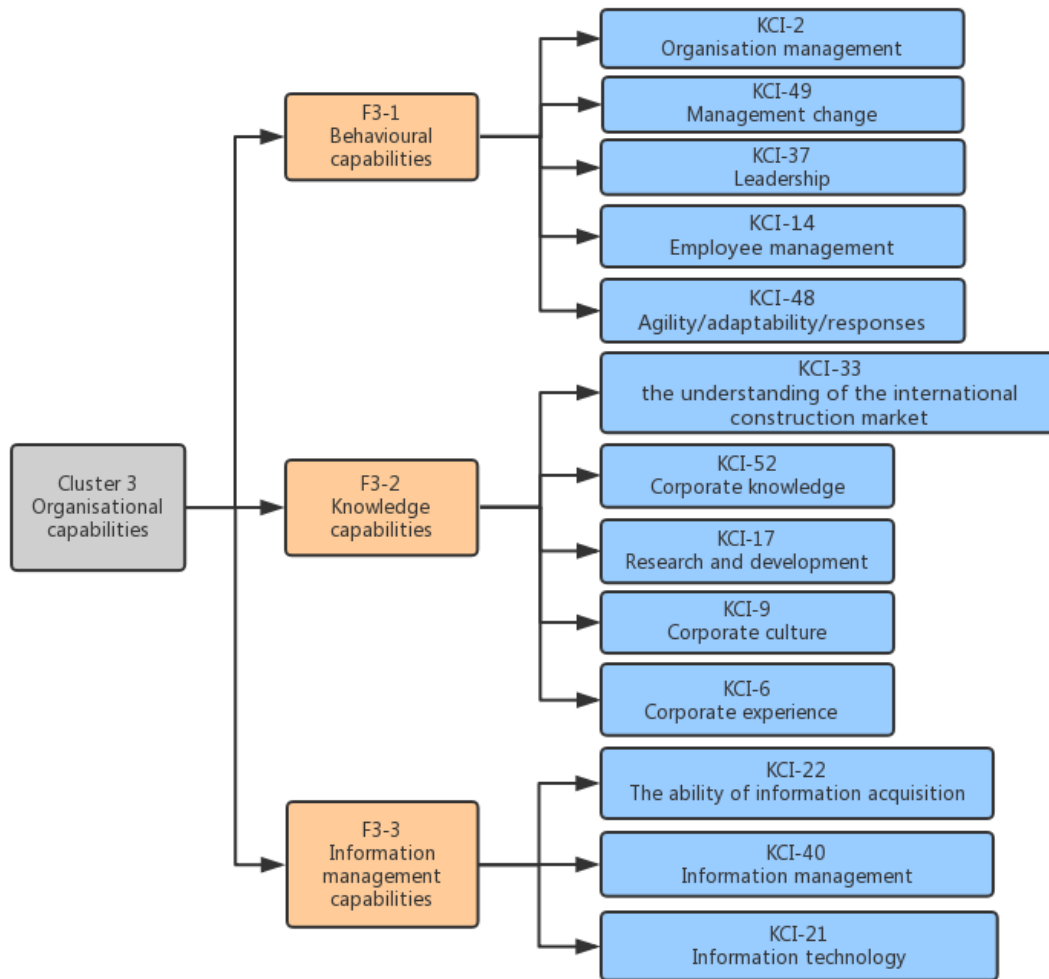 KCI-2
Organisation management
KCI-49
Management change
F3-1
Behavioural
capabilities
KCI-37
Leadership
KCI-14
Employee management
KCI-48
Agility/adaptability/responses
KCI-33
the understanding of the international
construction market
Cluster 3
Organisational
capabilities
F3-2
Knowledge
capabilities
KCI-52
Corporate knowledge
KCI-17
Research and development
KCI-9
Corporate culture
KCI-6
Corporate experience
F3-3
Information
management
capabilities
KCI-22
The ability of information acquisition
KCI-40
Information management
KCI-21
Information technology